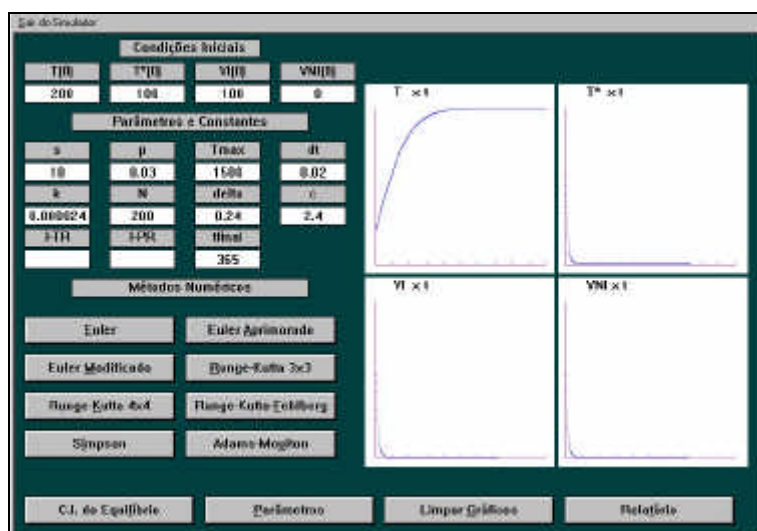 Sair do Simulador
Condições Iniciais
T(0) T*(0) VI(0) VNI(0)
200 100 100 0
Parâmetros e Constantes
s p Tmax dt
10 0.03 1500 0.02
k N delta c
0.000024 200 0.24 2.4
tfinal
365
Métodos Numéricos
Euler Euler Aprimorado
Euler Modificado Runge-Kutta 3x3
Runge Kutta 4x4 Runge-Kutta-Fehlberg
Simpson Adams-Moulton
T x t T* x t
VI x t VNI x t
C.I. de Equilíbrio Parâmetros Limpar Gráficos Relatório